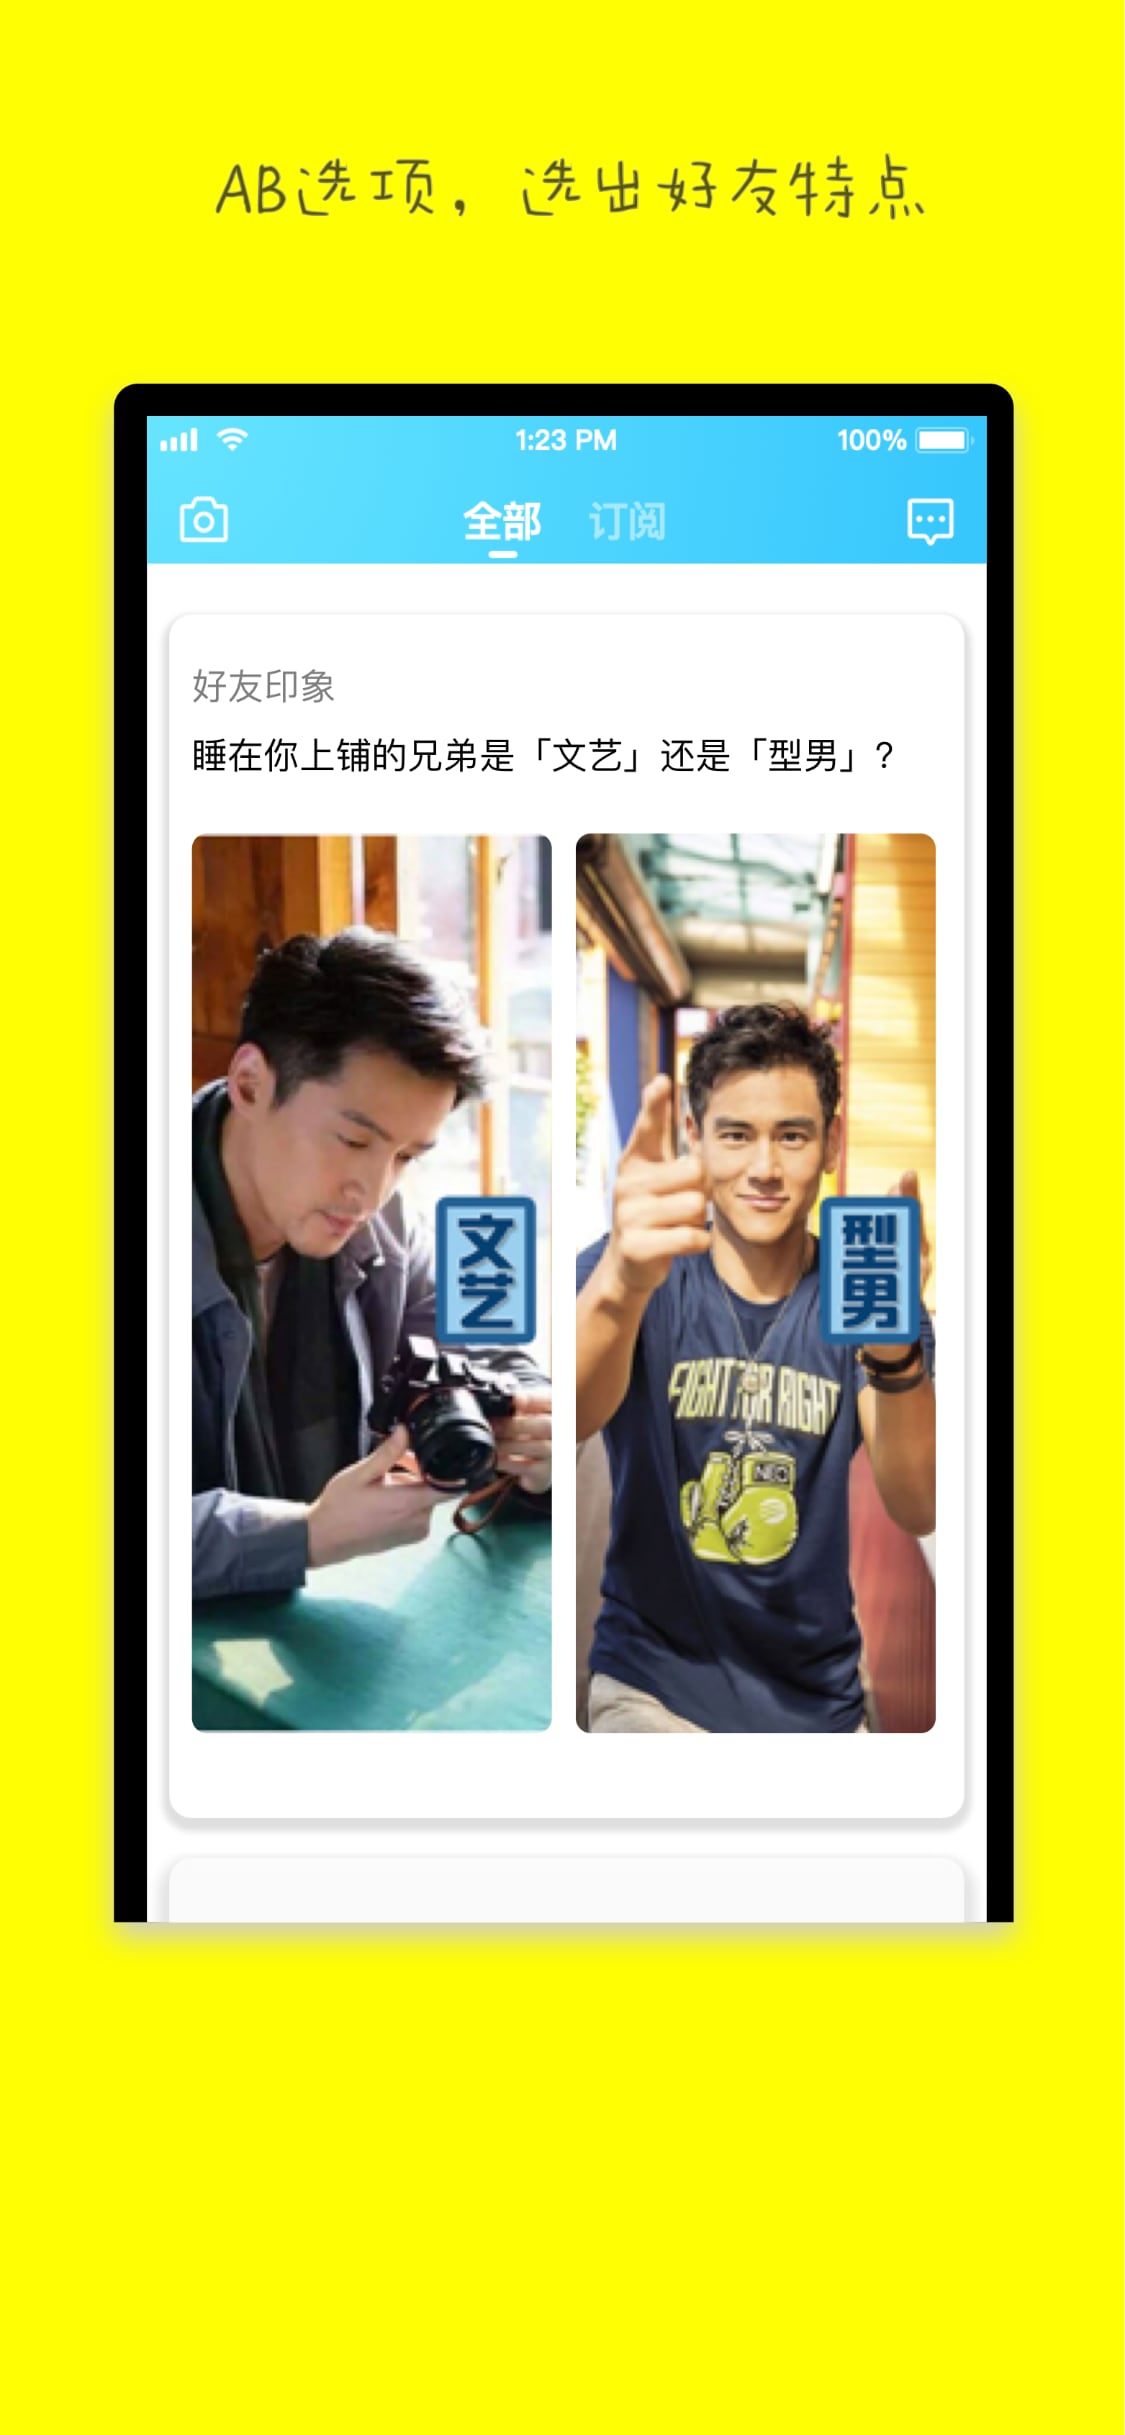 AB选项，选出好友特点
1:23 PM
100%
全部
订阅
好友印象
睡在你上铺的兄弟是「文艺」还是「型男」？
文艺
型男
FIGHT FOR RIGHT
NEO